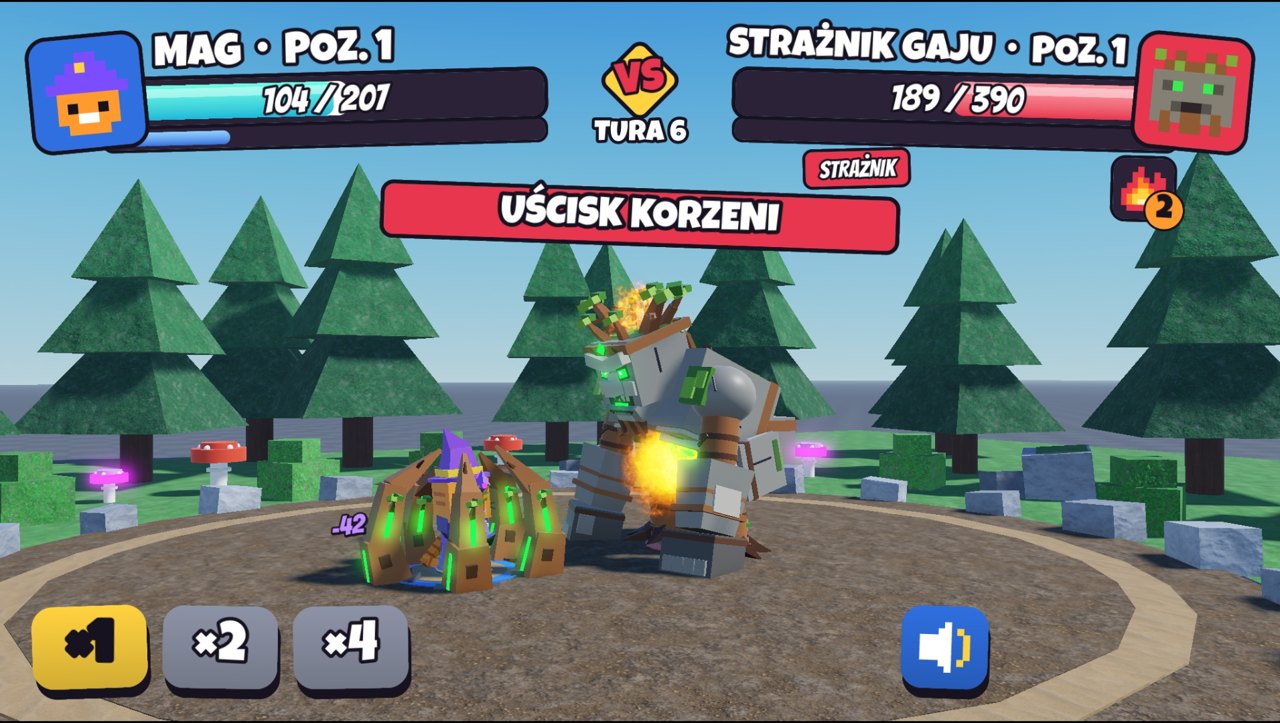 MAG • POZ. 1
104 / 207
VS
TURA 6
STRAŻNIK GAJU • POZ. 1
189 / 390
STRAŻNIK
2
UŚCISK KORZENI
-42
×1
×2
×4